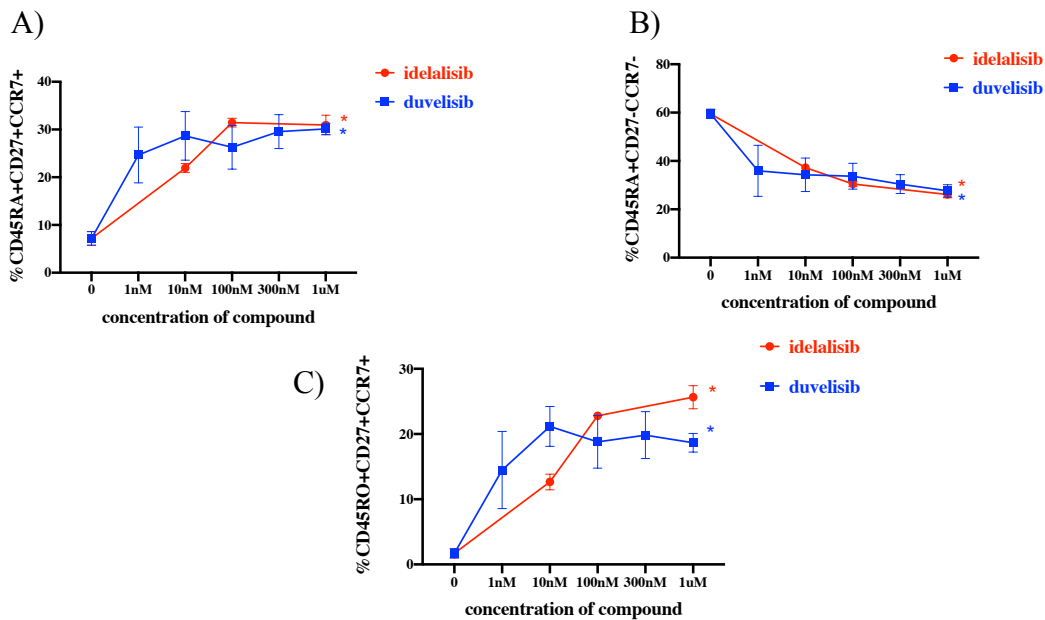 A)
idelalisib
duvelisib
%CD45RA+CD27+CCR7+
40
30
20
10
0
0 1nM 10nM 100nM 300nM 1uM
concentration of compound
*
*
B)
idelalisib
duvelisib
%CD45RA+CD27-CCR7-
80
60
40
20
0
0 1nM 10nM 100nM 300nM 1uM
concentration of compound
*
*
C)
idelalisib
duvelisib
%CD45RO+CD27+CCR7+
30
20
10
0
0 1nM 10nM 100nM 300nM 1uM
concentration of compound
*
*